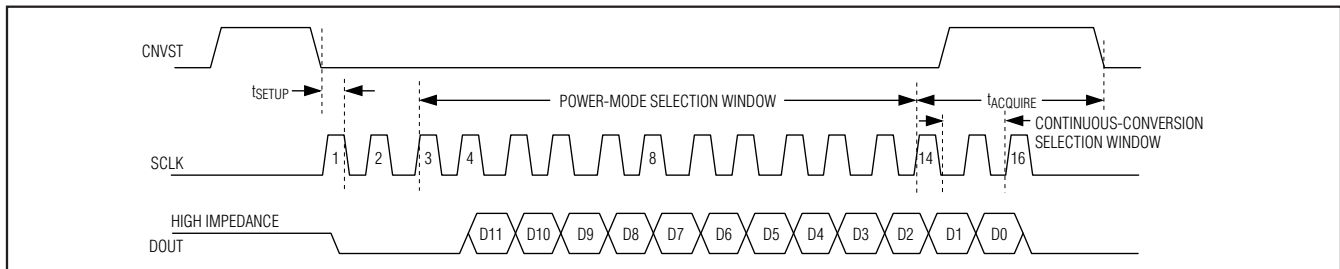 CNVST
tSETUP
POWER-MODE SELECTION WINDOW
tACQUIRE
CONTINUOUS-CONVERSION
SELECTION WINDOW
SCLK
1 2 3 4 8 14 16
HIGH IMPEDANCE
DOUT
D11 D10 D9 D8 D7 D6 D5 D4 D3 D2 D1 D0